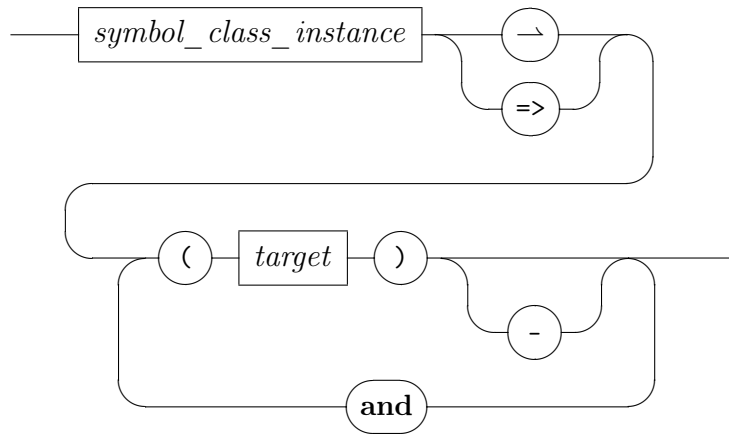 symbol_class_instance ⇀
=>
( target )
-
and